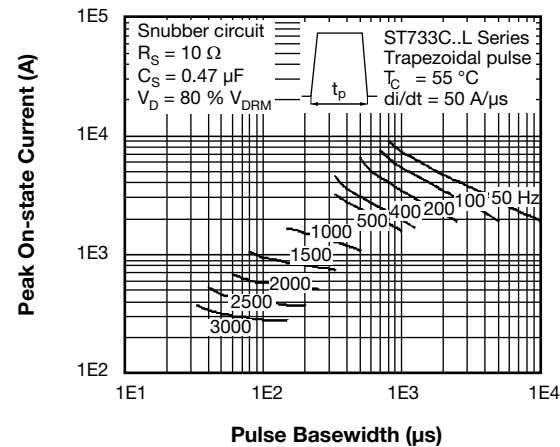 1E5
Snubber circuit
R_S = 10 Ω
C_S = 0.47 µF
V_D = 80 % V_DRM
t_p
ST733C..L Series
Trapezoidal pulse
T_C = 55 °C
di/dt = 50 A/µs
1E4
1E3
1E2
50 Hz
100
200
400
500
1000
1500
2000
2500
3000
1E1
1E2
1E3
1E4
Peak On-state Current (A)
Pulse Basewidth (µs)